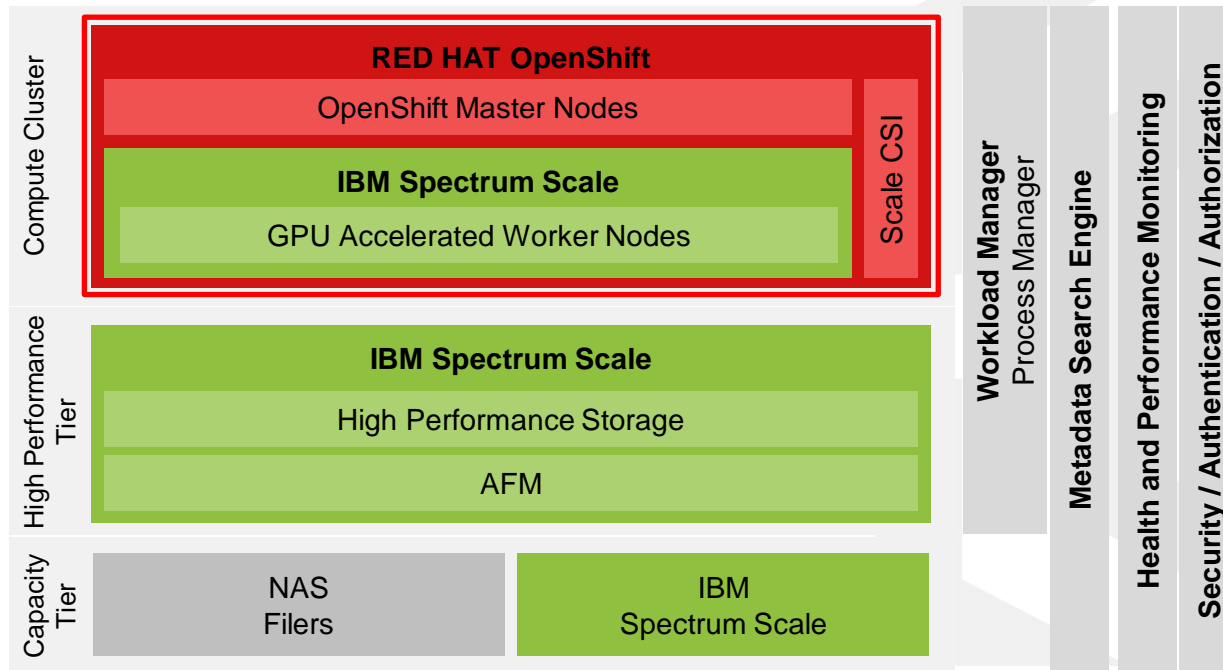 Compute Cluster
RED HAT OpenShift
OpenShift Master Nodes
IBM Spectrum Scale
GPU Accelerated Worker Nodes
Scale CSI
High Performance
Tier
IBM Spectrum Scale
High Performance Storage
AFM
Capacity
Tier
NAS
Filers
IBM
Spectrum Scale
Workload Manager
Process Manager
Metadata Search Engine
Health and Performance Monitoring
Security / Authentication / Authorization